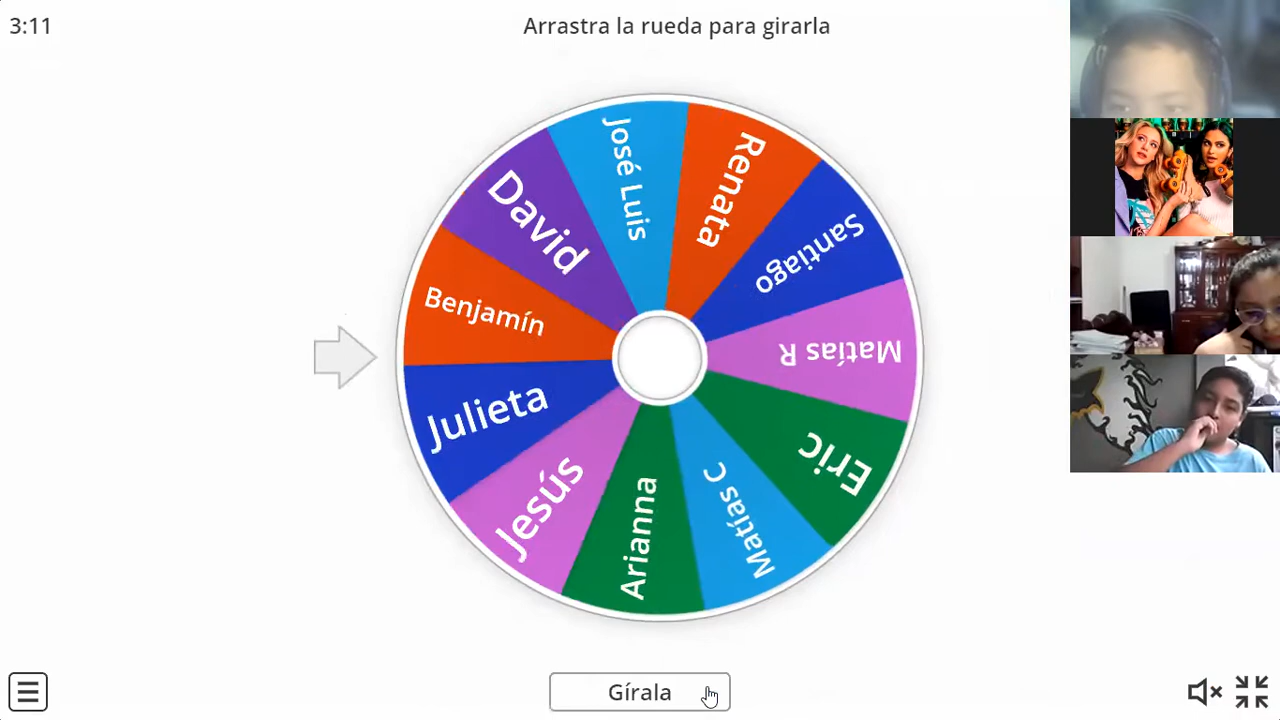 3:11
Arrastra la rueda para girarla
José Luis
Renata
Santiago
Matías R
Eric
Matías C
Arianna
Jesús
Julieta
Benjamín
David
Gírala